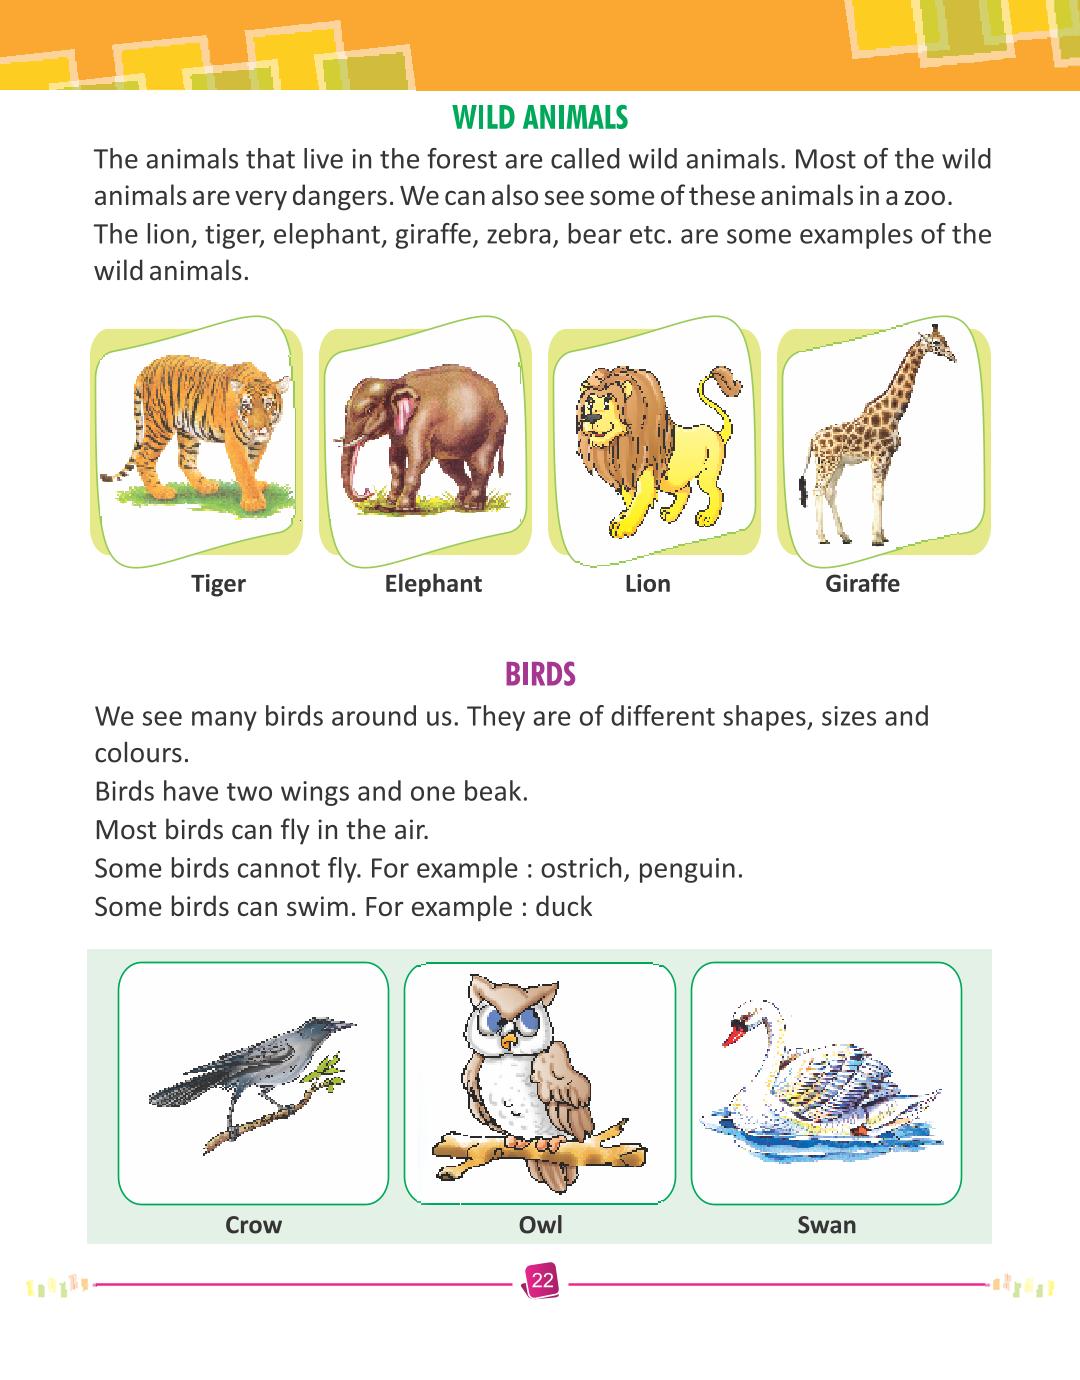 WILD ANIMALS
The animals that live in the forest are called wild animals. Most of the wild
animals are very dangers. We can also see some of these animals in a zoo.
The lion, tiger, elephant, giraffe, zebra, bear etc. are some examples of the
wild animals.
Tiger
Elephant
Lion
Giraffe
BIRDS
We see many birds around us. They are of different shapes, sizes and
colours.
Birds have two wings and one beak.
Most birds can fly in the air.
Some birds cannot fly. For example : ostrich, penguin.
Some birds can swim. For example : duck
Crow
Owl
Swan
22